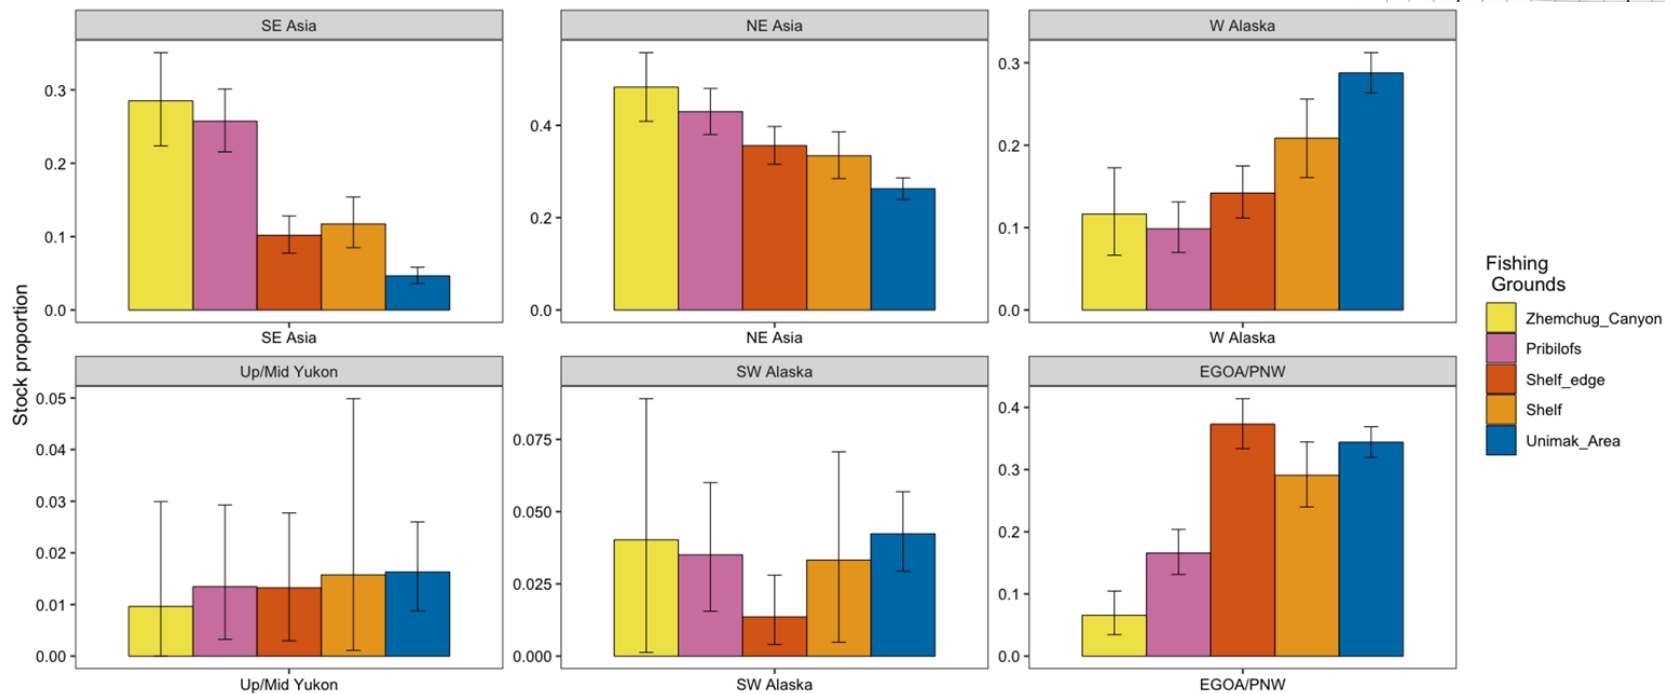 SE Asia
NE Asia
W Alaska
0.3
0.2
0.1
0.0
0.4
0.2
0.0
0.3
0.2
0.1
0.0
SE Asia
NE Asia
W Alaska
Stock proportion
Up/Mid Yukon
SW Alaska
EGOA/PNW
0.05
0.04
0.03
0.02
0.01
0.00
0.075
0.050
0.025
0.000
0.4
0.3
0.2
0.1
0.0
Up/Mid Yukon
SW Alaska
EGOA/PNW
Fishing
Grounds
Zhemchug_Canyon
Pribilofs
Shelf_edge
Shelf
Unimak_Area